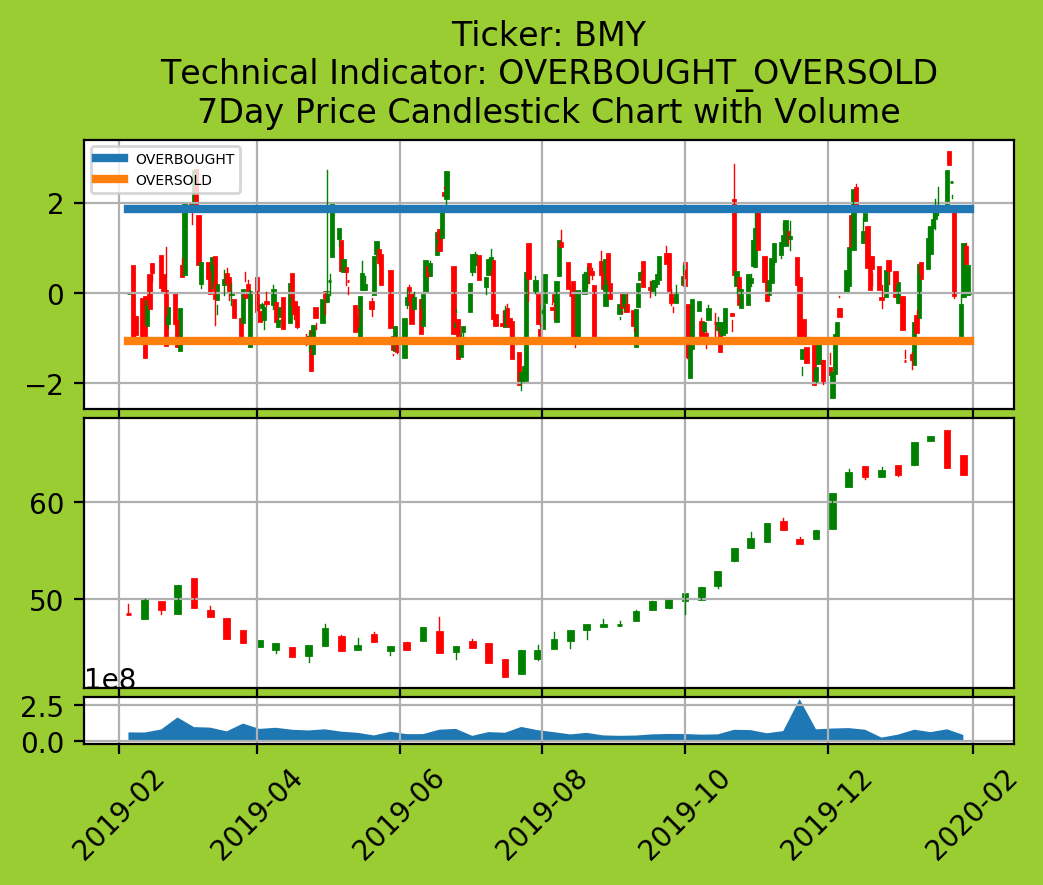 Ticker: BMY
Technical Indicator: OVERBOUGHT_OVERSOLD
7Day Price Candlestick Chart with Volume
OVERBOUGHT
OVERSOLD
2
0
−2
60
50
1e8
2.5
0.0
2019-02
2019-04
2019-06
2019-08
2019-10
2019-12
2020-02